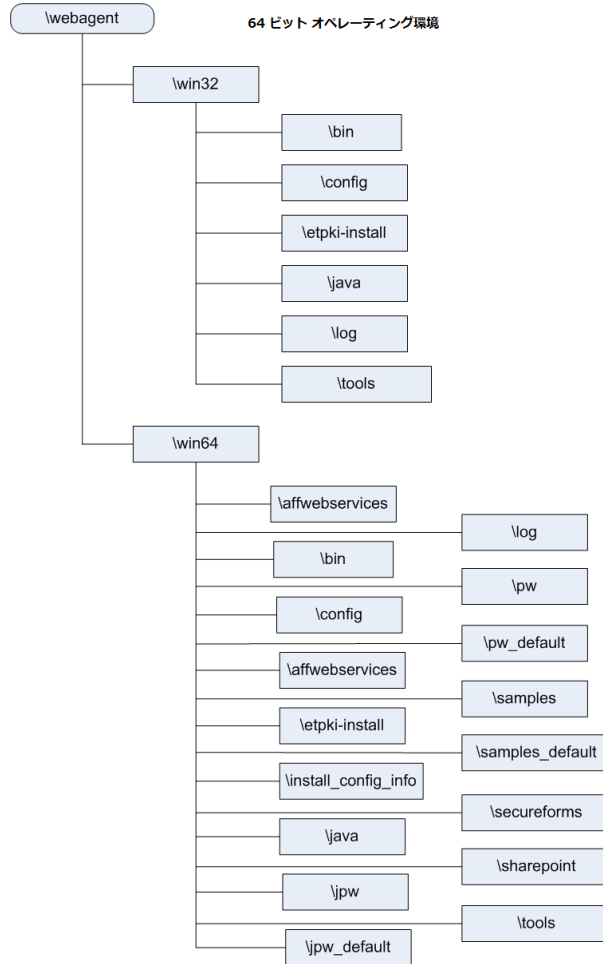 \webagent
64 ビット オペレーティング環境
\win32
\bin
\config
\etpki-install
\java
\log
\tools
\win64
\affwebservices
\log
\bin
\pw
\config
\pw_default
\affwebservices
\samples
\etpki-install
\samples_default
\install_config_info
\secureforms
\java
\sharepoint
\jpw
\tools
\jpw_default